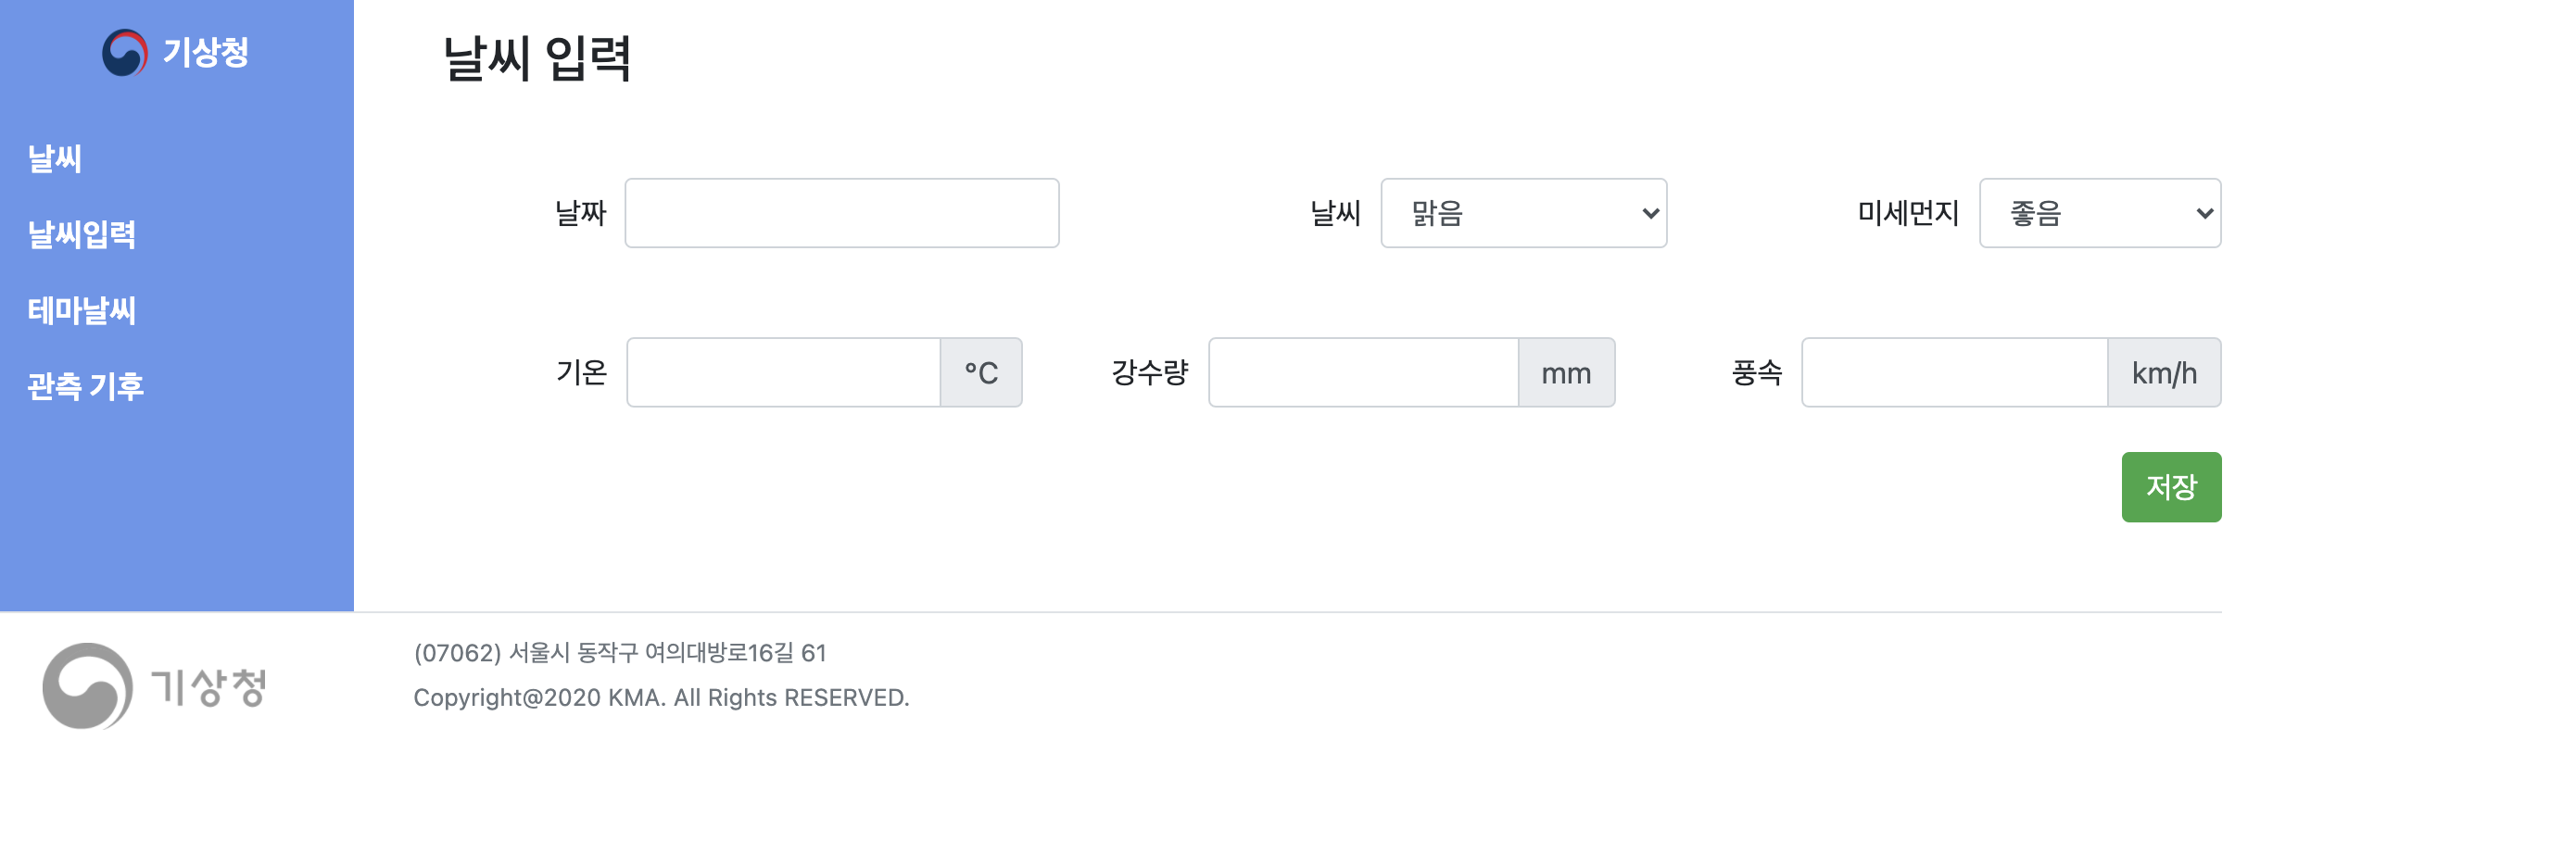 기상청
날씨
날씨입력
테마날씨
관측 기후
날씨 입력
날짜
날씨 맑음
미세먼지 좋음
기온 °C
강수량 mm
풍속 km/h
저장
기상청
(07062) 서울시 동작구 여의대방로16길 61
Copyright@2020 KMA. All Rights RESERVED.